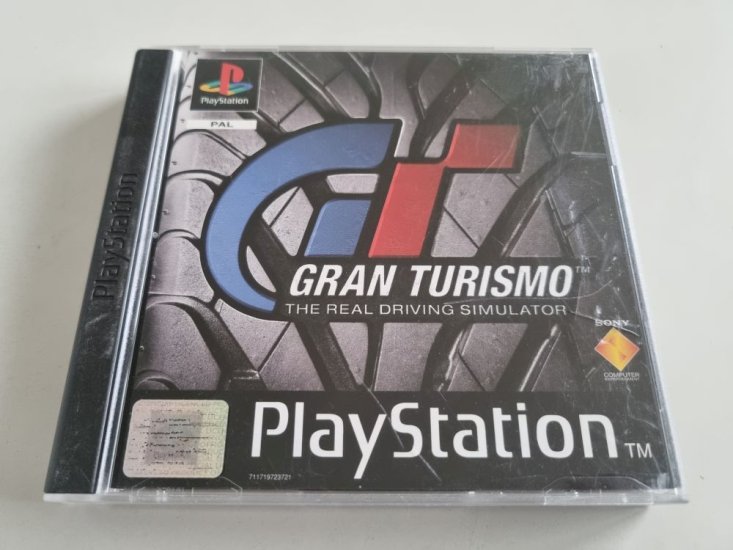 PlayStation
PAL
PlayStation
GT
GRAN TURISMO™
THE REAL DRIVING SIMULATOR
SONY
COMPUTER
ENTERTAINMENT
PlayStation™
711719723721